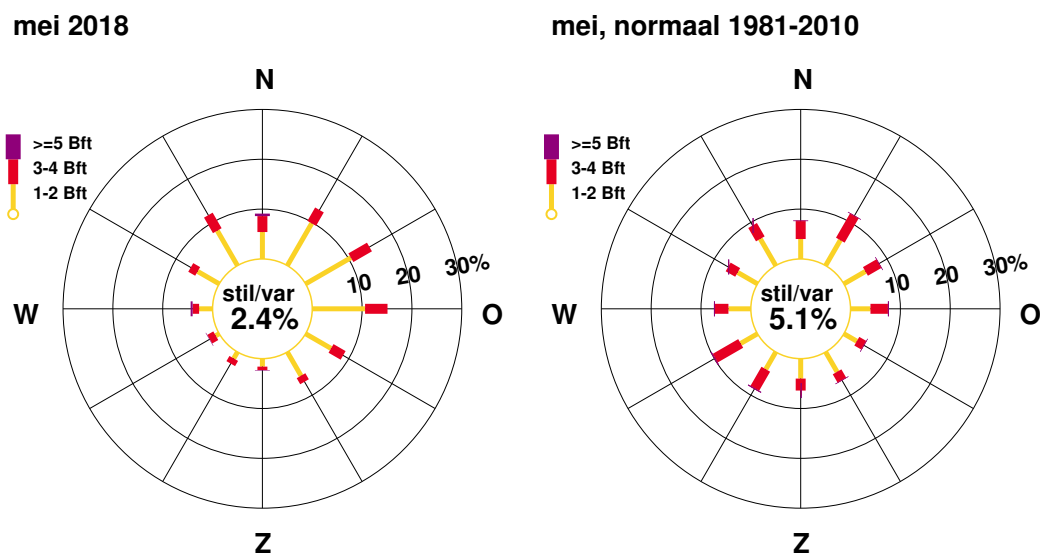 mei 2018
N
>=5 Bft
3-4 Bft
1-2 Bft
10
20
30%
stil/var
2.4%
W
O
Z
mei, normaal 1981-2010
N
>=5 Bft
3-4 Bft
1-2 Bft
10
20
30%
stil/var
5.1%
W
O
Z